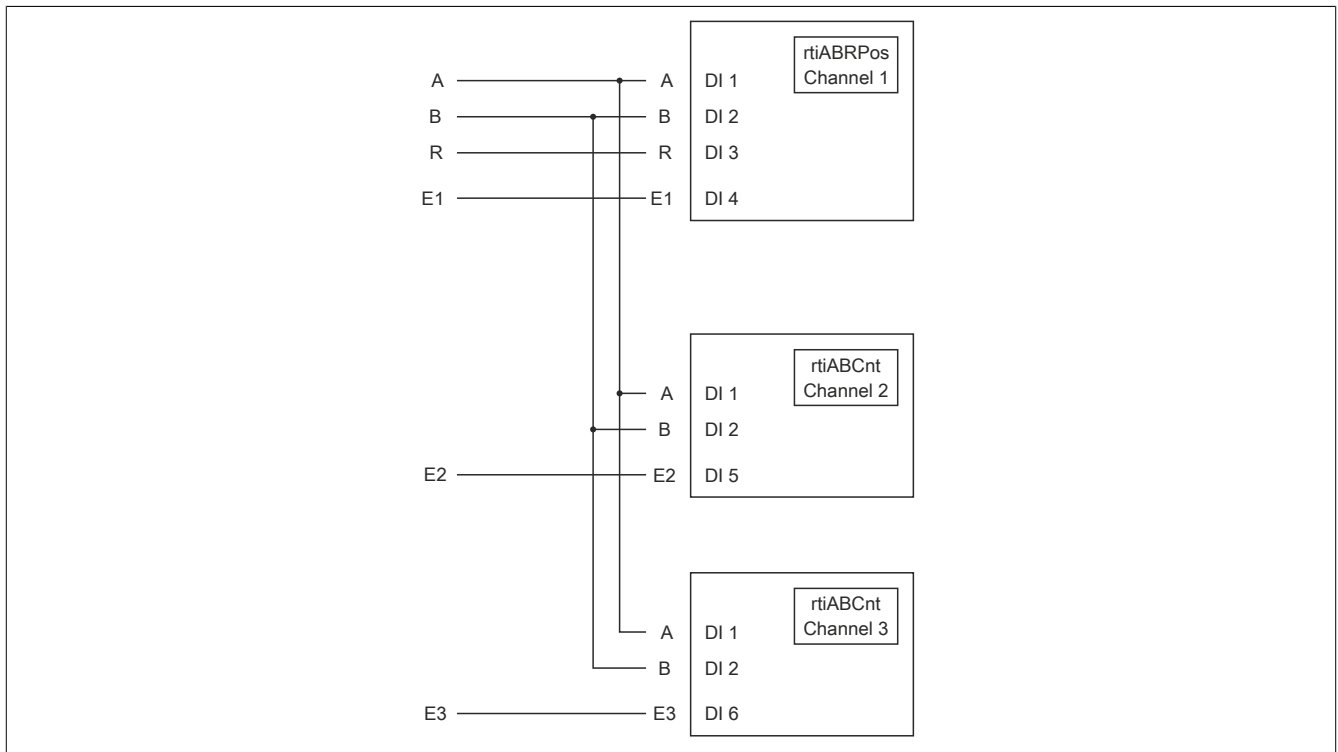 rtiABRPos
Channel 1
A A DI 1
B B DI 2
R R DI 3
E1 E1 DI 4
rtiABCnt
Channel 2
A DI 1
B DI 2
E2 E2 DI 5
rtiABCnt
Channel 3
A DI 1
B DI 2
E3 E3 DI 6